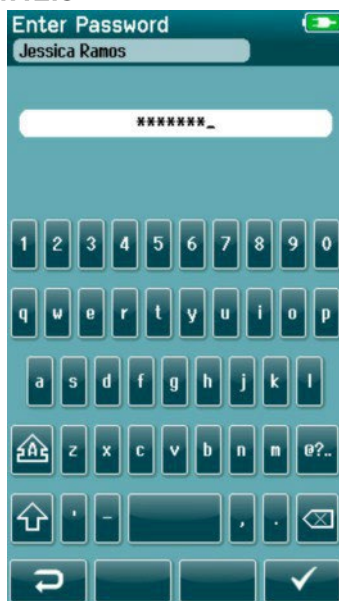 Enter Password
Jessica Ramos
*******_
1 2 3 4 5 6 7 8 9 0
q w e r t y u i o p
a s d f g h j k l
A z x c v b n m @?..
' - , .